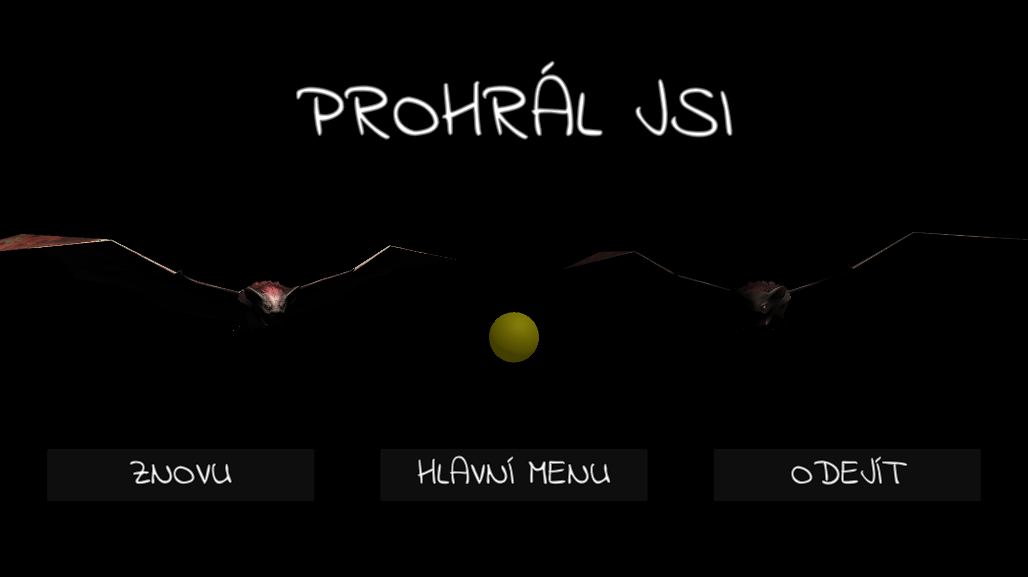 PROHRÁL JSI
ZNOVU
HLAVNÍ MENU
ODEJÍT